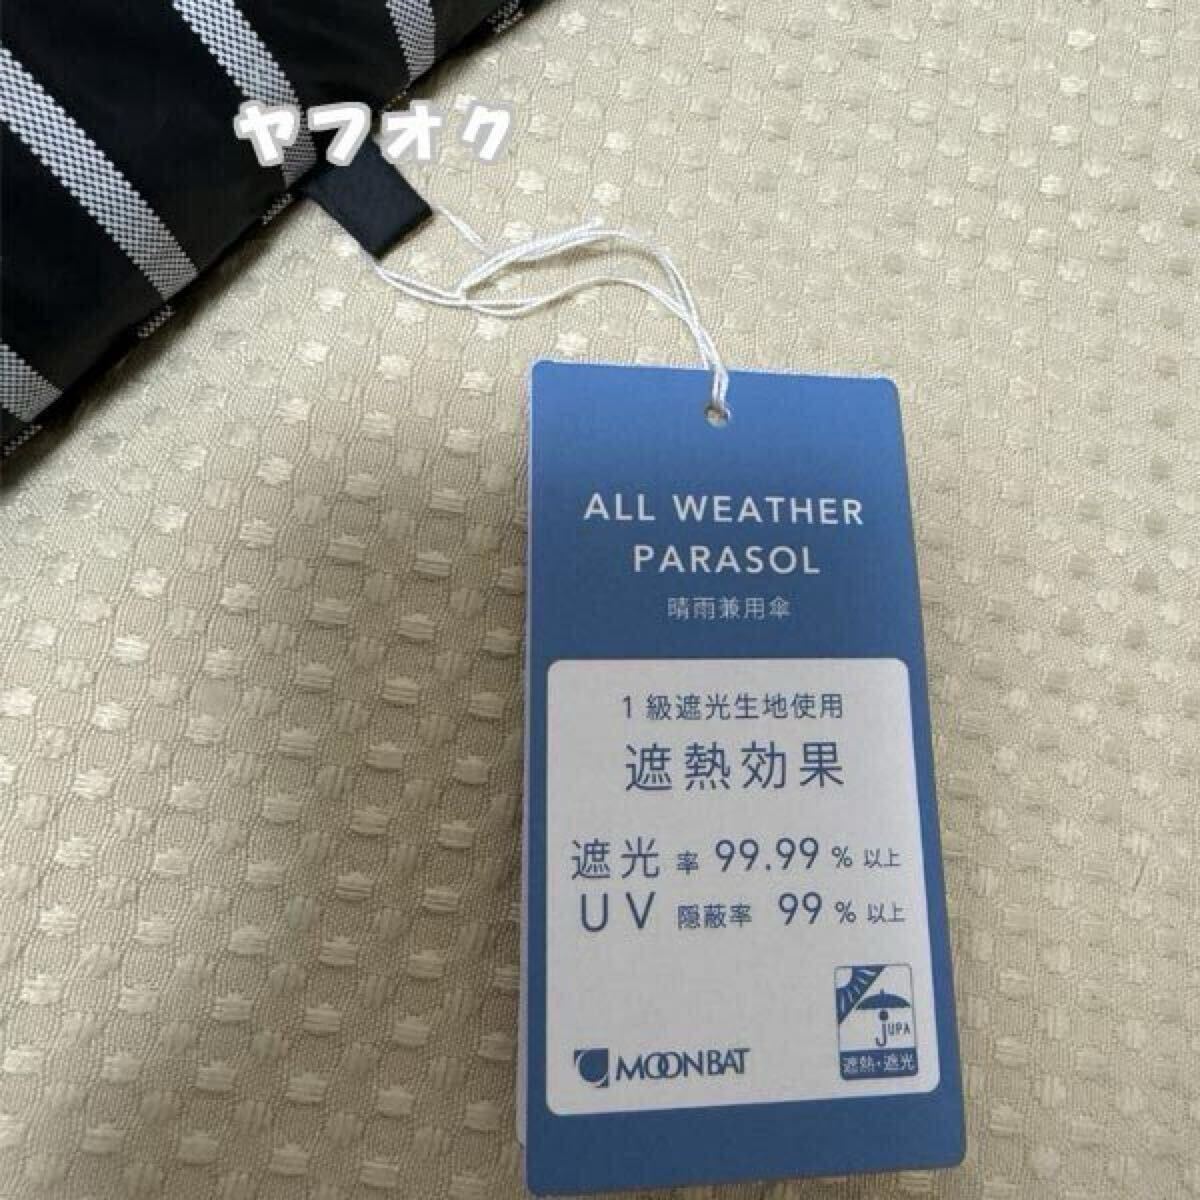 ヤフオク
ALL WEATHER
PARASOL
晴雨兼用傘
1級遮光生地使用
遮熱効果
遮光率 99.99%以上
UV 隠蔽率 99%以上
JUPA
遮熱・遮光
MOONBAT